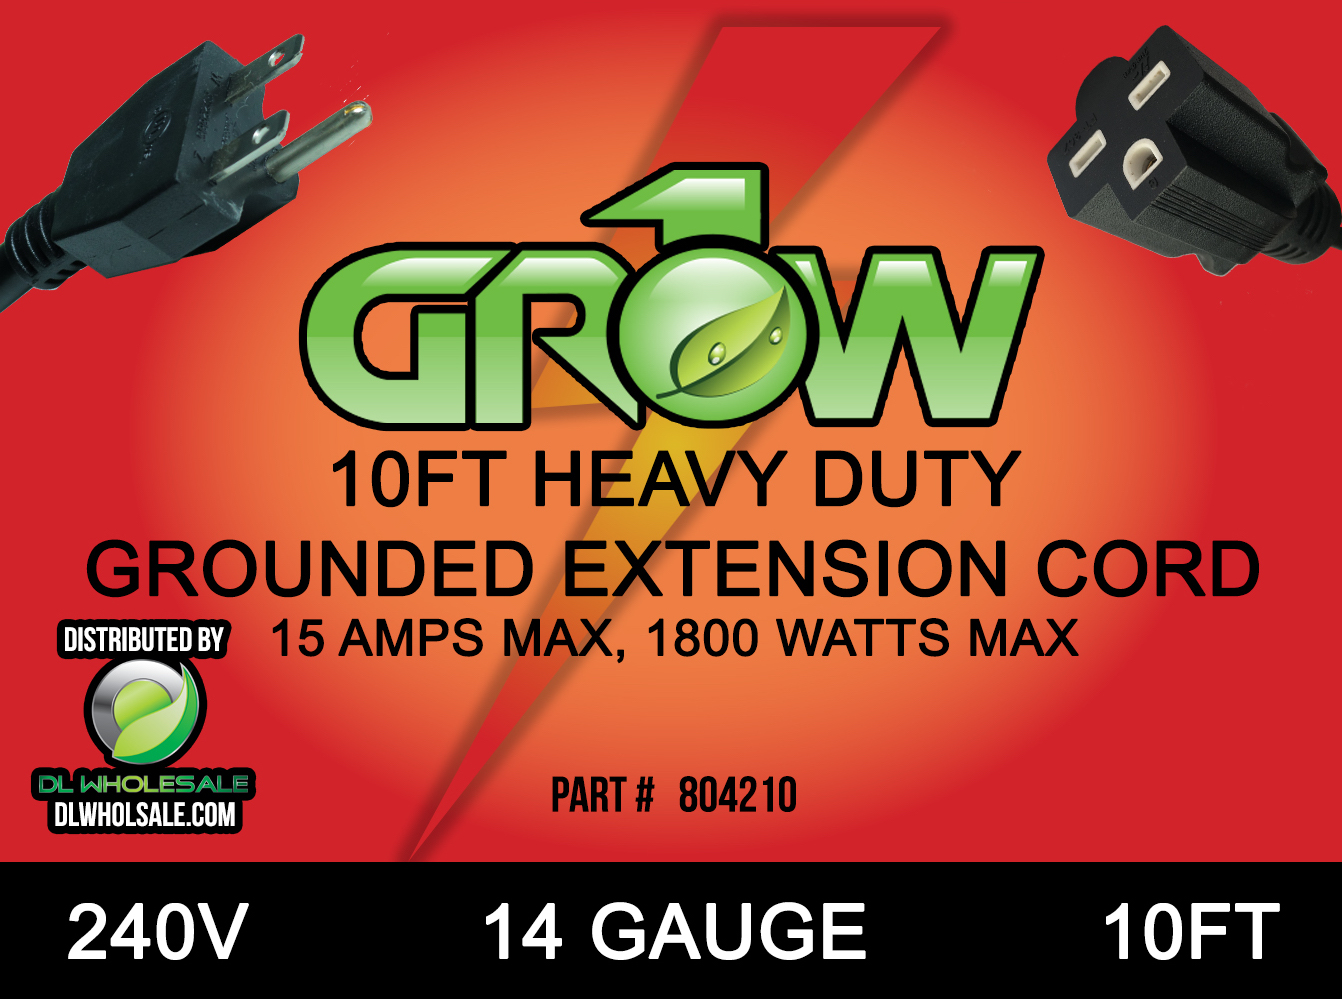 GR1OW
10FT HEAVY DUTY
GROUNDED EXTENSION CORD
15 AMPS MAX, 1800 WATTS MAX
DISTRIBUTED BY
DL WHOLESALE
DLWHOLSALE.COM
PART # 804210
240V 14 GAUGE 10FT